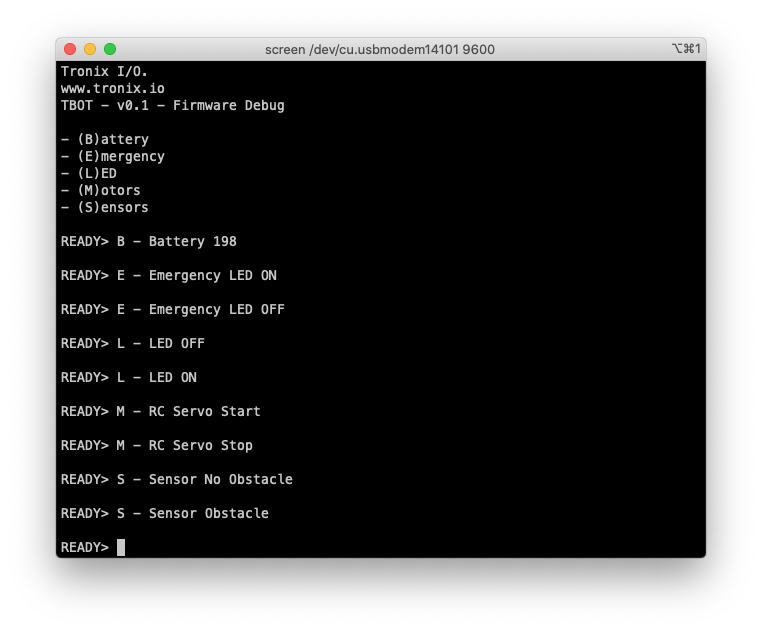 screen /dev/cu.usbmodem14101 9600
⌥⌘1
Tronix I/O.
www.tronix.io
TBOT – v0.1 – Firmware Debug
– (B)attery
– (E)mergency
– (L)ED
– (M)otors
– (S)ensors
READY> B – Battery 198
READY> E – Emergency LED ON
READY> E – Emergency LED OFF
READY> L – LED OFF
READY> L – LED ON
READY> M – RC Servo Start
READY> M – RC Servo Stop
READY> S – Sensor No Obstacle
READY> S – Sensor Obstacle
READY>